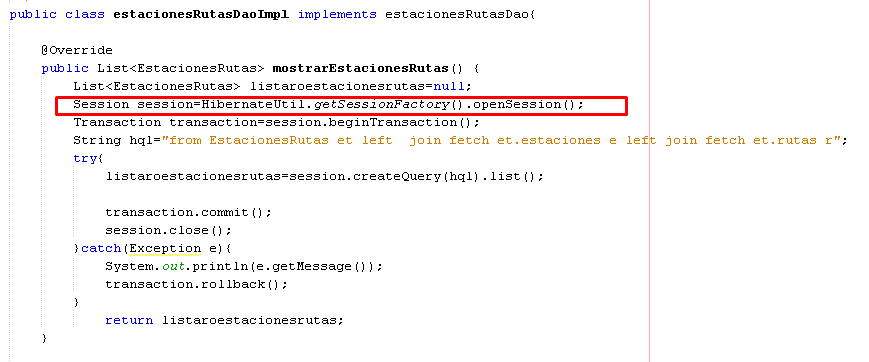 public class estacionesRutasDaoImpl implements estacionesRutasDao{
@Override
public List<EstacionesRutas> mostrarEstacionesRutas() {
List<EstacionesRutas> listaroestacionesrutas=null;
Session session=HibernateUtil.getSessionFactory().openSession();
Transaction transaction=session.beginTransaction();
String hql="from EstacionesRutas et left  join fetch et.estaciones e left join fetch et.rutas r";
try{
listaroestacionesrutas=session.createQuery(hql).list();
transaction.commit();
session.close();
}catch(Exception e){
System.out.println(e.getMessage());
transaction.rollback();
}
return listaroestacionesrutas;
}